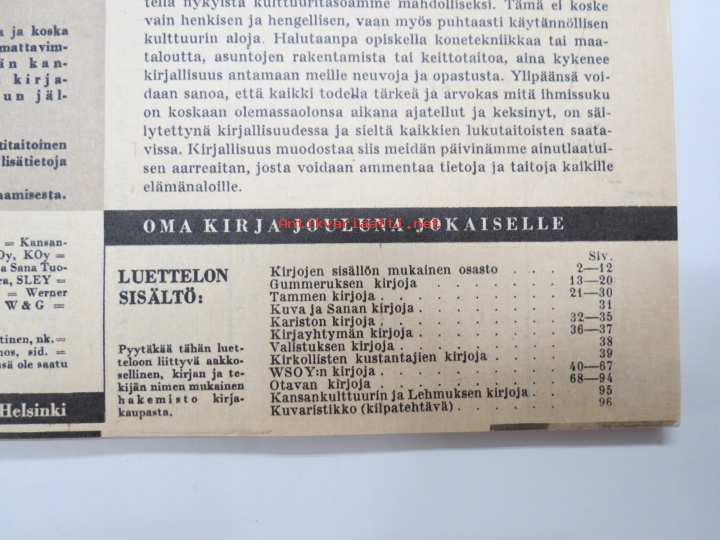 a ja koska
mattavim-
än kan-
kirja-
un jäl-
titaitoinen
lisätietoja
aamisesta.
= Kansan-
Oy, KOy =
a Sana Tuo-
ea, SLEY =
= Werner
W & G =
tinen, nk.=
nos, sid. =
sä ole saatu
Helsinki
tella nykyistä kulttuuritasoamme mahdolliseksi. Tämä ei koske
vain henkisen ja hengellisen, vaan myös puhtaasti käytännöllisen
kulttuurin aloja. Halutaanpa opiskella konetekniikkaa tai maa-
taloutta, asuntojen rakentamista tai keittotaitoa, aina kykenee
kirjallisuus antamaan meille neuvoja ja opastusta. Ylipäänsä voi-
daan sanoa, että kaikki todella tärkeä ja arvokas mitä ihmissuku
on koskaan olemassaolonsa aikana ajatellut ja keksinyt, on säi-
lytettynä kirjallisuudessa ja sieltä kaikkien lukutaitoisten saata-
vissa. Kirjallisuus muodostaa siis meidän päivinämme ainutlaatui-
sen aarreaitan, josta voidaan ammentaa tietoja ja taitoja kaikille
elämänaloille.
OMA KIRJA JOULUNA JOKAISELLE
Antikvariaatti.net
LUETTELON
SISÄLTÖ:
Pyytäkää tähän luet-
teloon liittyvä aakko-
sellinen, kirjan ja te-
kijän nimen mukainen
hakemisto kirja-
kaupasta.
Siv.
Kirjojen sisällön mukainen osasto . . . 2—12
Gummeruksen kirjoja . . . . . . 13—20
Tammen kirjoja . . . . . . . . 21—30
Kuva ja Sanan kirjoja . . . . . . 31
Kariston kirjoja . . . . . . . . 32—35
Kirjayhtymän kirjoja . . . . . . 36—37
Valistuksen kirjoja . . . . . . . 38
Kirkollisten kustantajien kirjoja . . . . 39
WSOY:n kirjoja . . . . . . . . 40—67
Otavan kirjoja . . . . . . . . 68—94
Kansankulttuurin ja Lehmuksen kirjoja . . . 95
Kuvaristikko (kilpatehtävä) . . . . . . 96